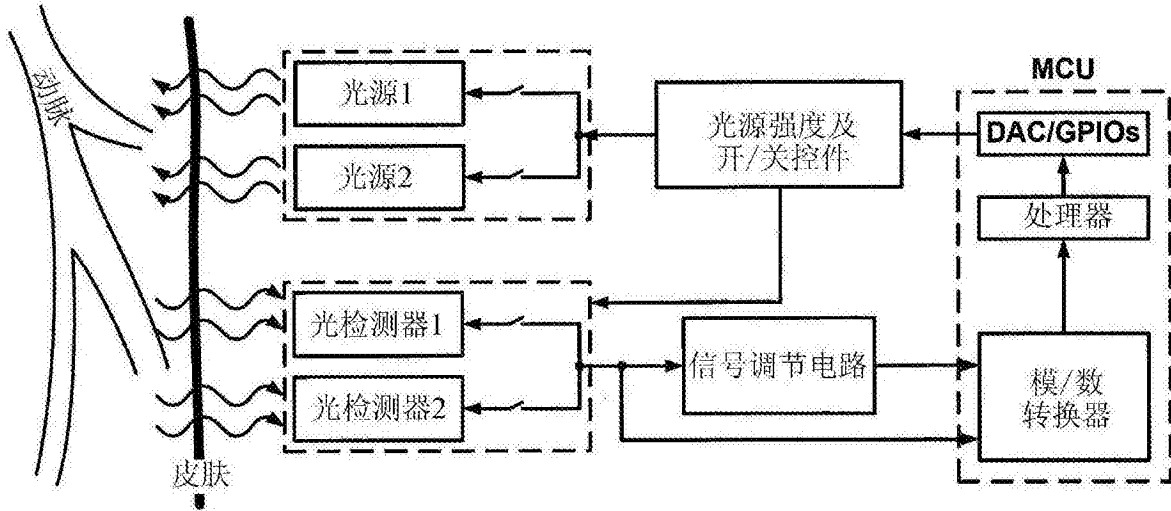 动脉
皮肤
光源1
光源2
光检测器1
光检测器2
光源强度及
开/关控件
信号调节电路
MCU
DAC/GPIOs
处理器
模/数
转换器